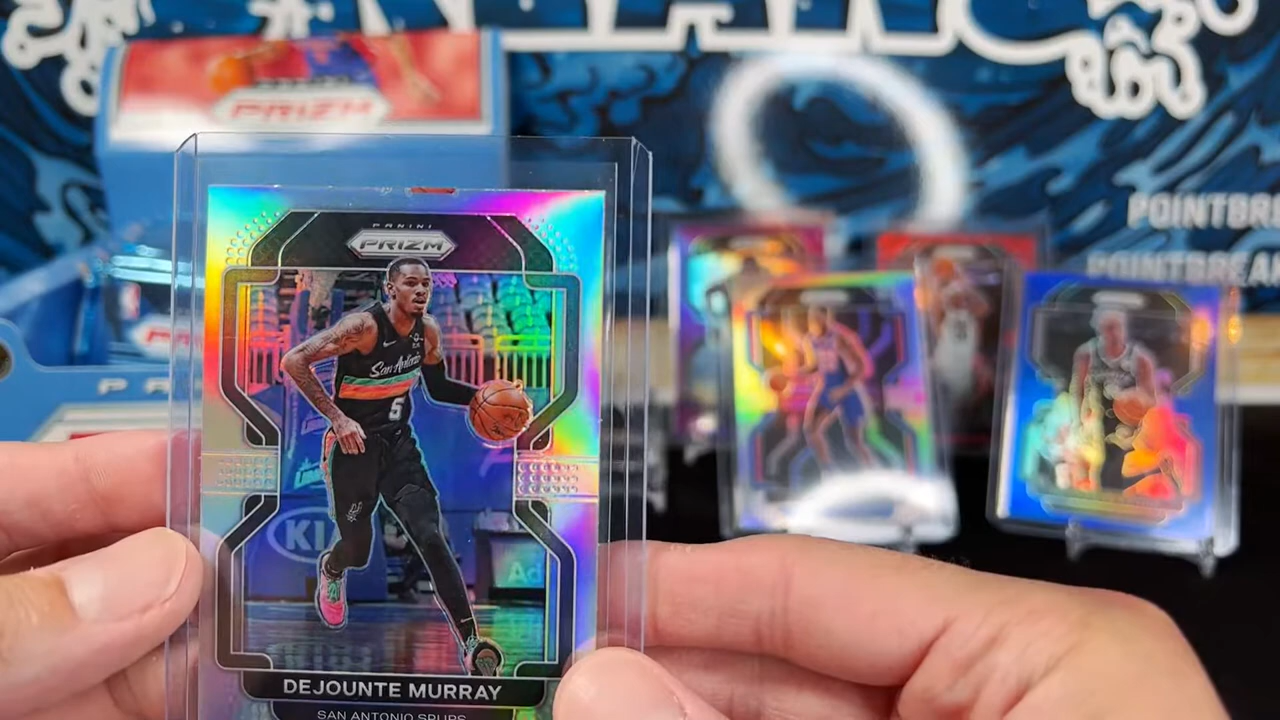 PRIZM
POINTBRE
POINTBREAK
PANINI
PRIZM
San Antonio
5
KIA
DEJOUNTE MURRAY
SAN ANTONIO SPURS